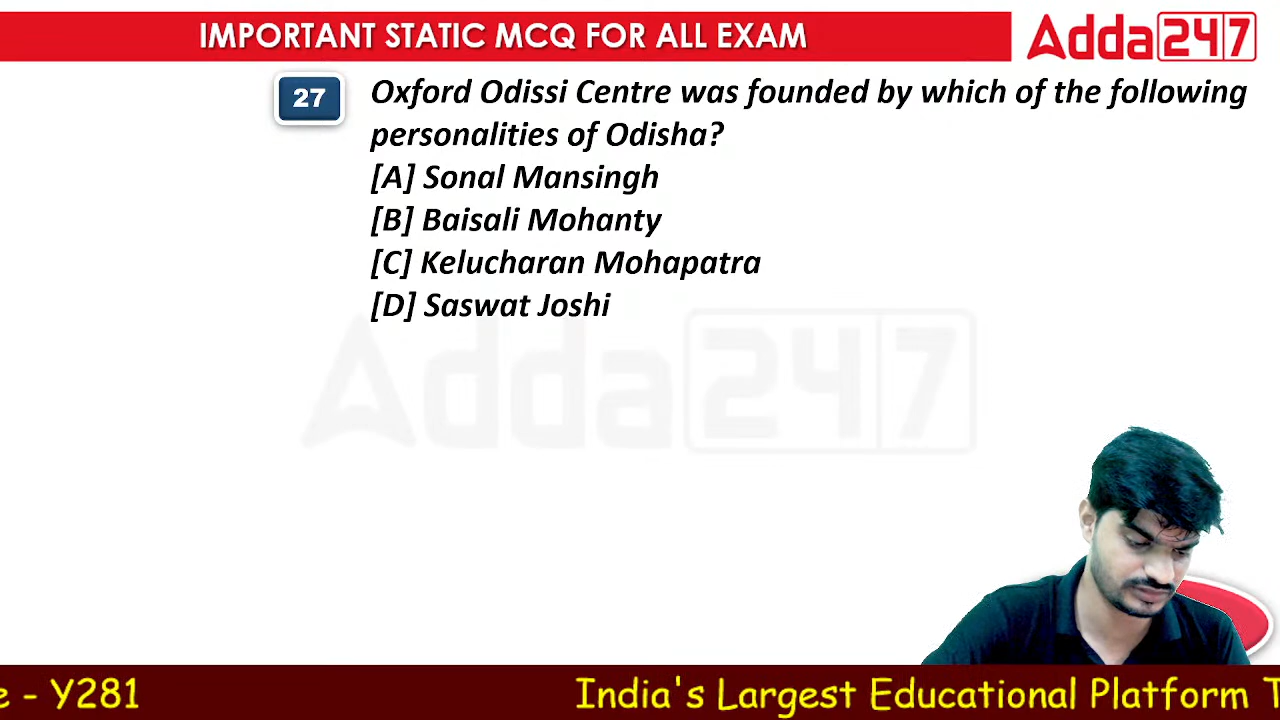 IMPORTANT STATIC MCQ FOR ALL EXAM
Adda247
27
Oxford Odissi Centre was founded by which of the following
personalities of Odisha?
[A] Sonal Mansingh
[B] Baisali Mohanty
[C] Kelucharan Mohapatra
[D] Saswat Joshi
Adda247
e - Y281
India's Largest Educational Platform T